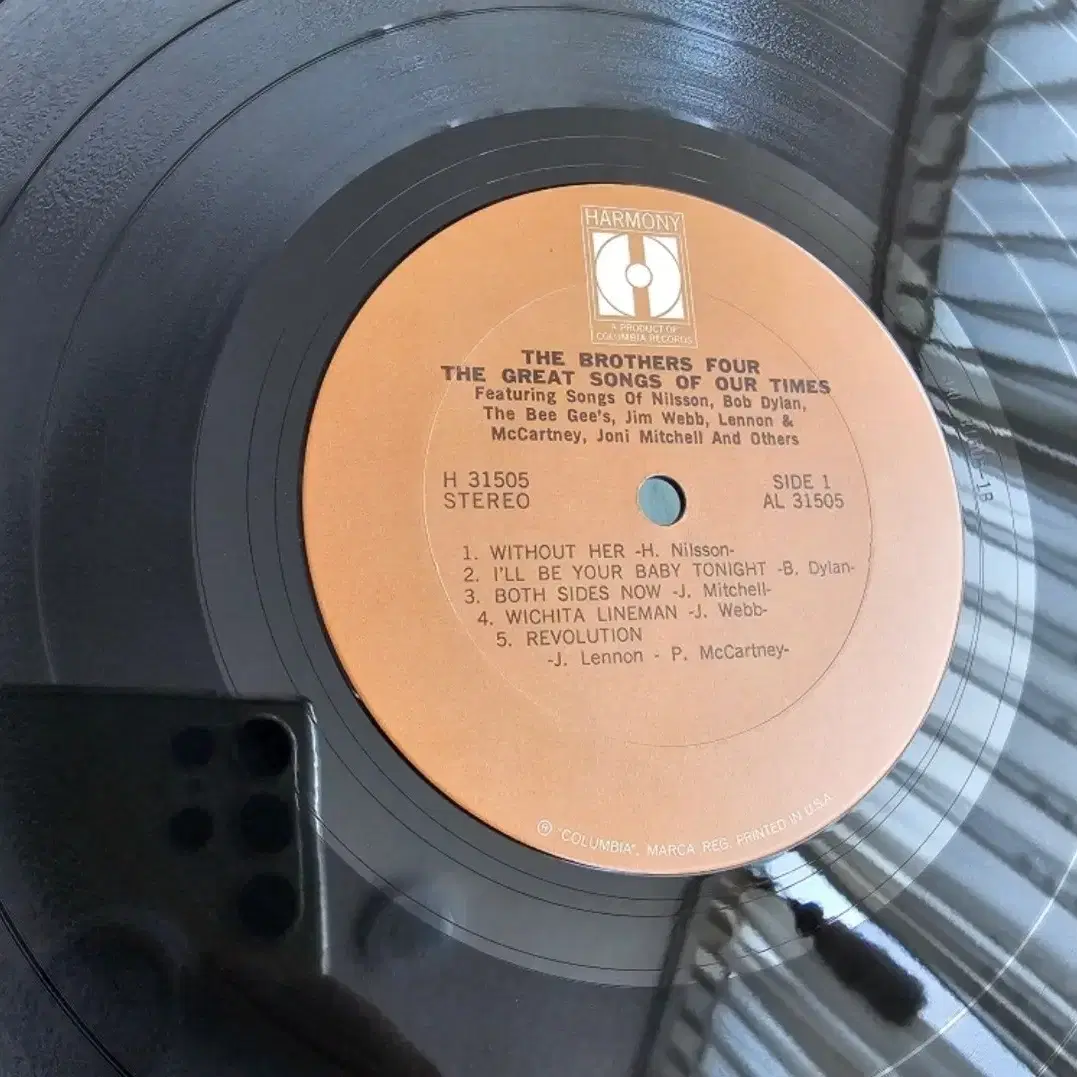 HARMONY
A PRODUCT OF
COLUMBIA RECORDS
THE BROTHERS FOUR
THE GREAT SONGS OF OUR TIMES
Featuring Songs Of Nilsson, Bob Dylan,
The Bee Gee's, Jim Webb, Lennon &
McCartney, Joni Mitchell And Others
H 31505
STEREO
SIDE 1
AL 31505
1. WITHOUT HER -H. Nilsson-
2. I'LL BE YOUR BABY TONIGHT -B. Dylan-
3. BOTH SIDES NOW -J. Mitchell-
4. WICHITA LINEMAN -J. Webb-
5. REVOLUTION
-J. Lennon - P. McCartney-
® "COLUMBIA", MARCA REG. PRINTED IN U.S.A.